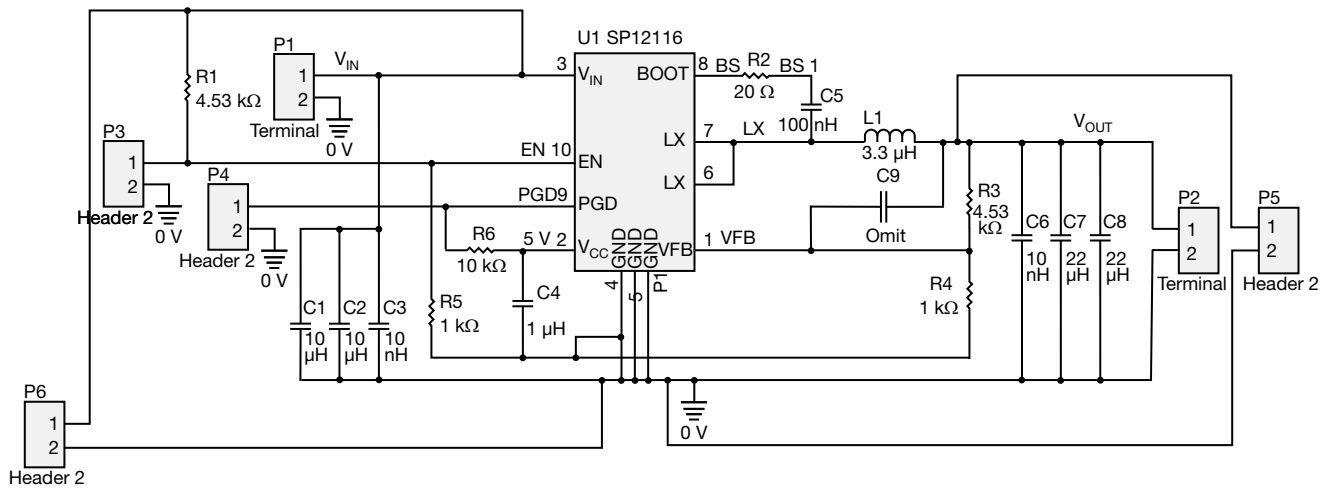 U1 SP12116
P1
1
2
Terminal
0 V
V_IN
R1
4.53 kΩ
P3
1
2
Header 2
0 V
P4
1
2
Header 2
0 V
3
V_IN
EN 10
EN
PGD9
PGD
5 V 2
V_CC
R6
10 kΩ
R5
1 kΩ
C4
1 µH
C1
10
µH
C2
10
µH
C3
10
nH
BOOT
8
BS
R2
20 Ω
BS 1
C5
100 nH
LX
7
LX
LX
6
VFB
1
VFB
GND
GND
GND
4
5
P1
L1
3.3 µH
C9
Omit
R3
4.53
kΩ
R4
1 kΩ
V_OUT
C6
10
nH
C7
22
µH
C8
22
µH
P2
1
2
Terminal
P5
1
2
Header 2
0 V
P6
1
2
Header 2